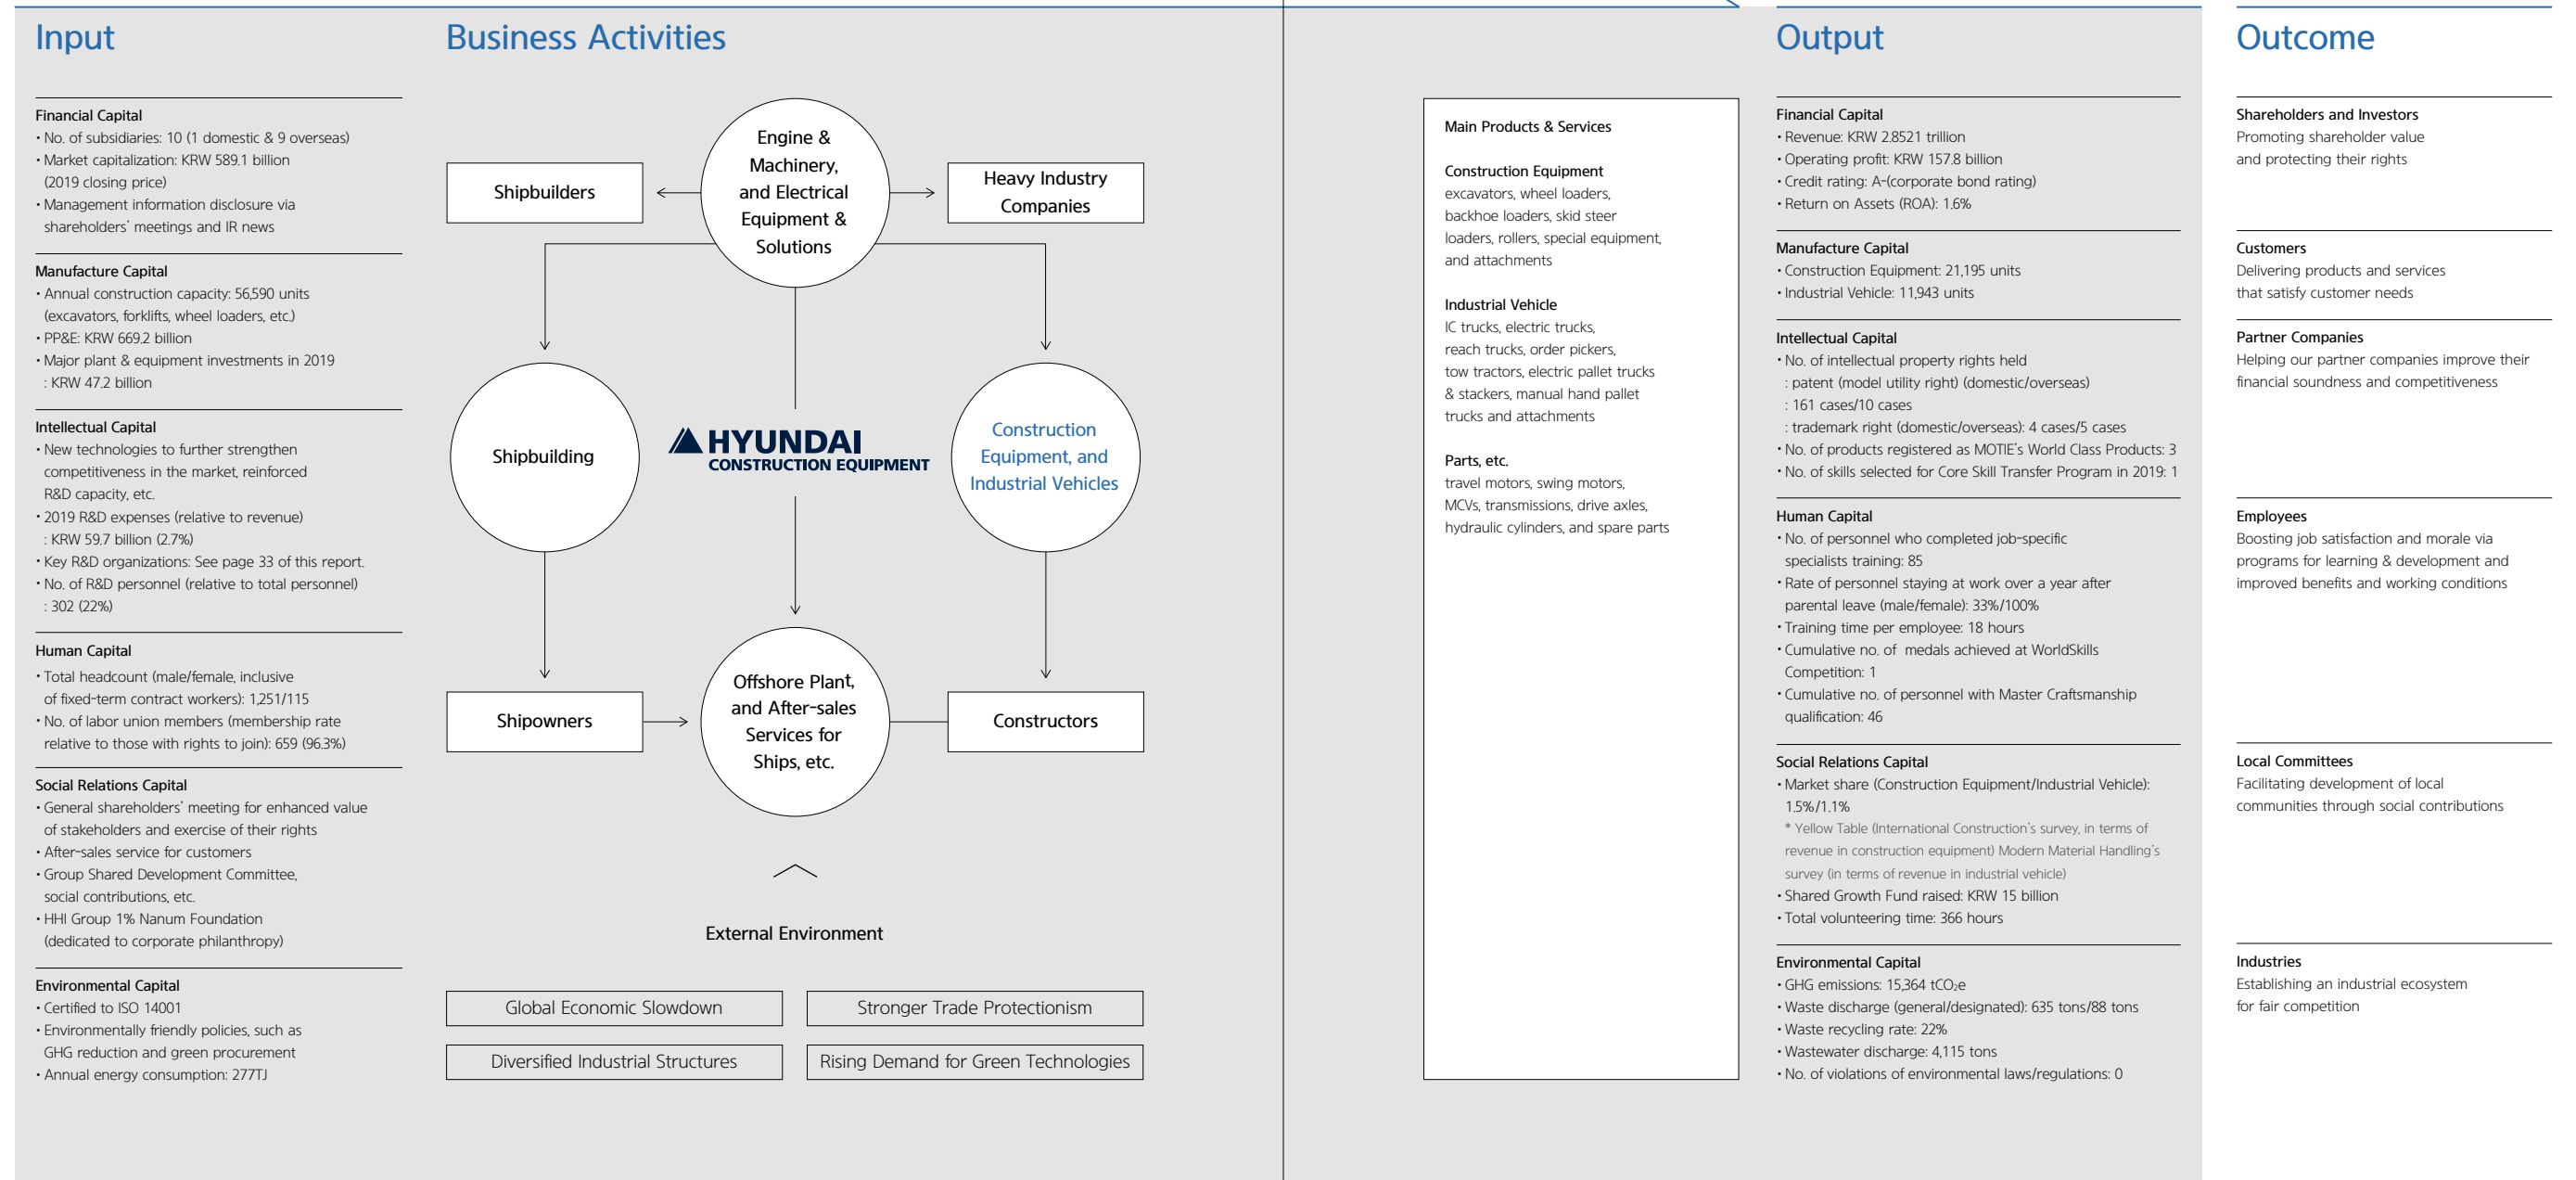 Input
Financial Capital
• No. of subsidiaries: 10 (1 domestic & 9 overseas)
• Market capitalization: KRW 589.1 billion
(2019 closing price)
• Management information disclosure via
shareholders' meetings and IR news
Manufacture Capital
• Annual construction capacity: 56,590 units
(excavators, forklifts, wheel loaders, etc.)
• PP&E: KRW 669.2 billion
• Major plant & equipment investments in 2019
: KRW 47.2 billion
Intellectual Capital
• New technologies to further strengthen
competitiveness in the market, reinforced
R&D capacity, etc.
• 2019 R&D expenses (relative to revenue)
: KRW 59.7 billion (2.7%)
• Key R&D organizations: See page 33 of this report.
• No. of R&D personnel (relative to total personnel)
: 302 (22%)
Human Capital
• Total headcount (male/female, inclusive
of fixed-term contract workers): 1,251/115
• No. of labor union members (membership rate
relative to those with rights to join): 659 (96.3%)
Social Relations Capital
• General shareholders' meeting for enhanced value
of stakeholders and exercise of their rights
• After-sales service for customers
• Group Shared Development Committee,
social contributions, etc.
• HHI Group 1% Nanum Foundation
(dedicated to corporate philanthropy)
Environmental Capital
• Certified to ISO 14001
• Environmentally friendly policies, such as
GHG reduction and green procurement
• Annual energy consumption: 277TJ
Business Activities
Engine &
Machinery,
and Electrical
Equipment &
Solutions
Shipbuilders
Heavy Industry
Companies
Shipbuilding
HYUNDAI
CONSTRUCTION EQUIPMENT
Construction
Equipment, and
Industrial Vehicles
Shipowners
Offshore Plant,
and After-sales
Services for
Ships, etc.
Constructors
External Environment
Global Economic Slowdown
Stronger Trade Protectionism
Diversified Industrial Structures
Rising Demand for Green Technologies
Main Products & Services
Construction Equipment
excavators, wheel loaders,
backhoe loaders, skid steer
loaders, rollers, special equipment,
and attachments
Industrial Vehicle
IC trucks, electric trucks,
reach trucks, order pickers,
tow tractors, electric pallet trucks
& stackers, manual hand pallet
trucks and attachments
Parts, etc.
travel motors, swing motors,
MCVs, transmissions, drive axles,
hydraulic cylinders, and spare parts
Output
Financial Capital
• Revenue: KRW 2.8521 trillion
• Operating profit: KRW 157.8 billion
• Credit rating: A-(corporate bond rating)
• Return on Assets (ROA): 1.6%
Manufacture Capital
• Construction Equipment: 21,195 units
• Industrial Vehicle: 11,943 units
Intellectual Capital
• No. of intellectual property rights held
: patent (model utility right) (domestic/overseas)
: 161 cases/10 cases
: trademark right (domestic/overseas): 4 cases/5 cases
• No. of products registered as MOTIE's World Class Products: 3
• No. of skills selected for Core Skill Transfer Program in 2019: 1
Human Capital
• No. of personnel who completed job-specific
specialists training: 85
• Rate of personnel staying at work over a year after
parental leave (male/female): 33%/100%
• Training time per employee: 18 hours
• Cumulative no. of medals achieved at WorldSkills
Competition: 1
• Cumulative no. of personnel with Master Craftsmanship
qualification: 46
Social Relations Capital
• Market share (Construction Equipment/Industrial Vehicle):
1.5%/1.1%
* Yellow Table (International Construction's survey, in terms of
revenue in construction equipment) Modern Material Handling's
survey (in terms of revenue in industrial vehicle)
• Shared Growth Fund raised: KRW 15 billion
• Total volunteering time: 366 hours
Environmental Capital
• GHG emissions: 15,364 tCO₂e
• Waste discharge (general/designated): 635 tons/88 tons
• Waste recycling rate: 22%
• Wastewater discharge: 4,115 tons
• No. of violations of environmental laws/regulations: 0
Outcome
Shareholders and Investors
Promoting shareholder value
and protecting their rights
Customers
Delivering products and services
that satisfy customer needs
Partner Companies
Helping our partner companies improve their
financial soundness and competitiveness
Employees
Boosting job satisfaction and morale via
programs for learning & development and
improved benefits and working conditions
Local Committees
Facilitating development of local
communities through social contributions
Industries
Establishing an industrial ecosystem
for fair competition